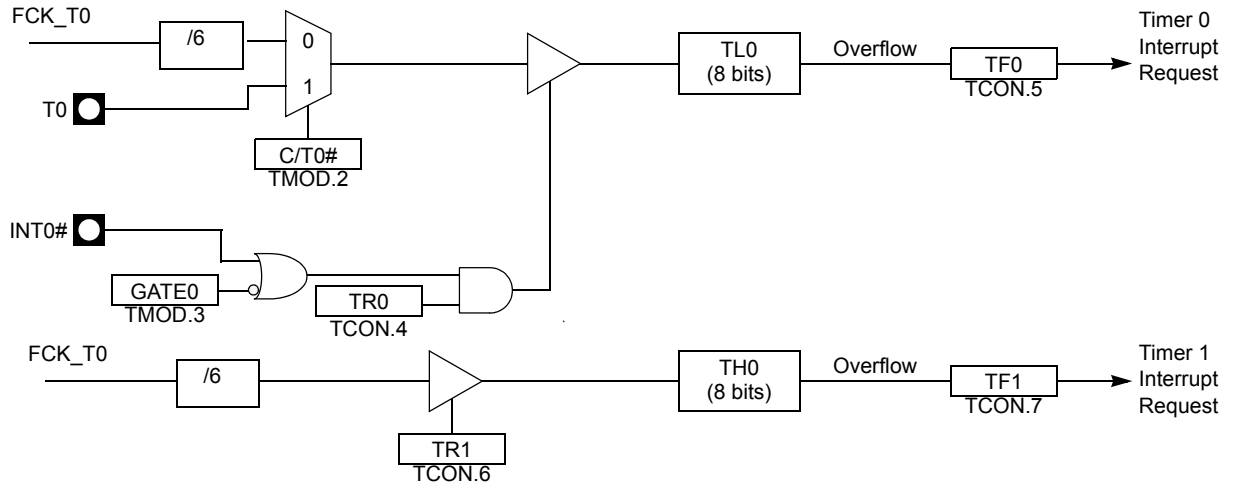 FCK_T0
/6
0
1
T0
C/T0#
TMOD.2
TL0
(8 bits)
Overflow
TF0
TCON.5
Timer 0
Interrupt
Request
INT0#
GATE0
TMOD.3
TR0
TCON.4
FCK_T0
/6
TR1
TCON.6
TH0
(8 bits)
Overflow
TF1
TCON.7
Timer 1
Interrupt
Request